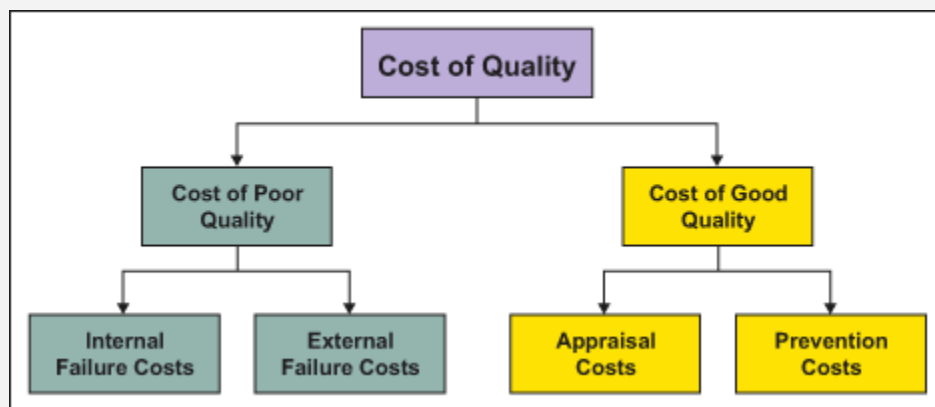 Cost of Quality
Cost of Poor
Quality
Cost of Good
Quality
Internal
Failure Costs
External
Failure Costs
Appraisal
Costs
Prevention
Costs